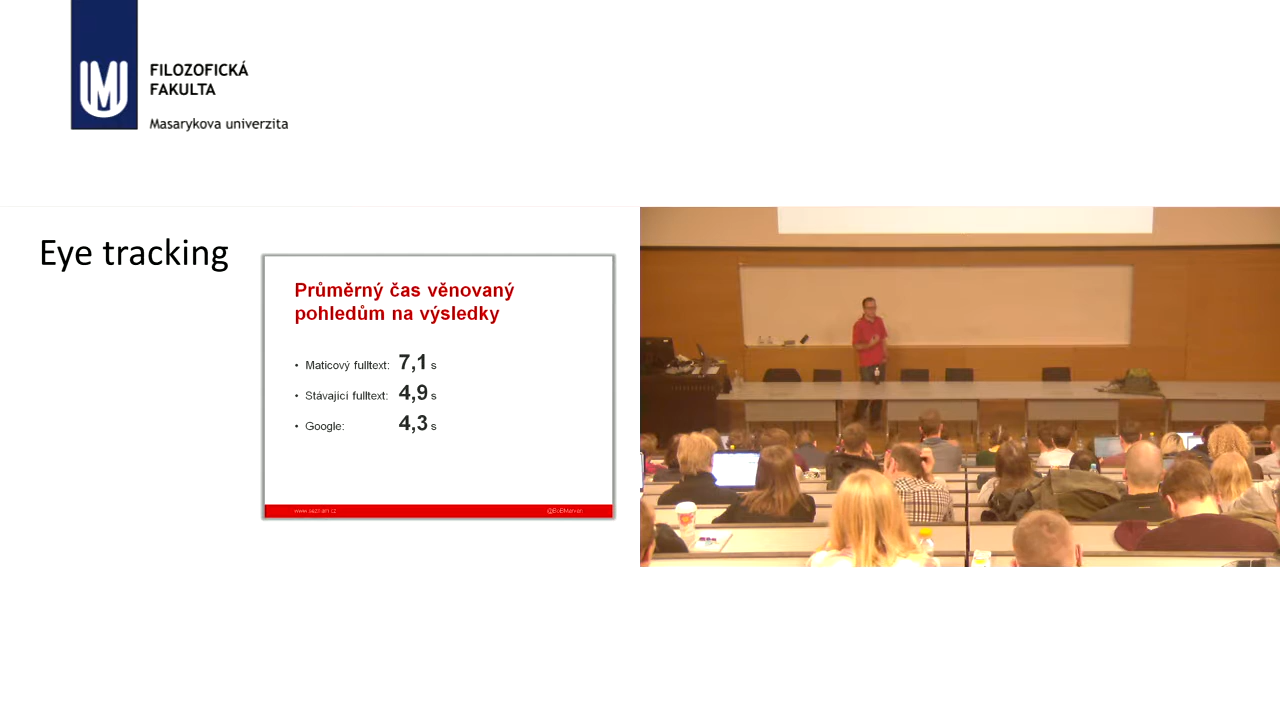 FILOZOFICKÁ
FAKULTA
Masarykova univerzita
Eye tracking
Průměrný čas věnovaný
pohledům na výsledky
• Maticový fulltext: 7,1 s
• Stávající fulltext: 4,9 s
• Google: 4,3 s
www.seznam.cz